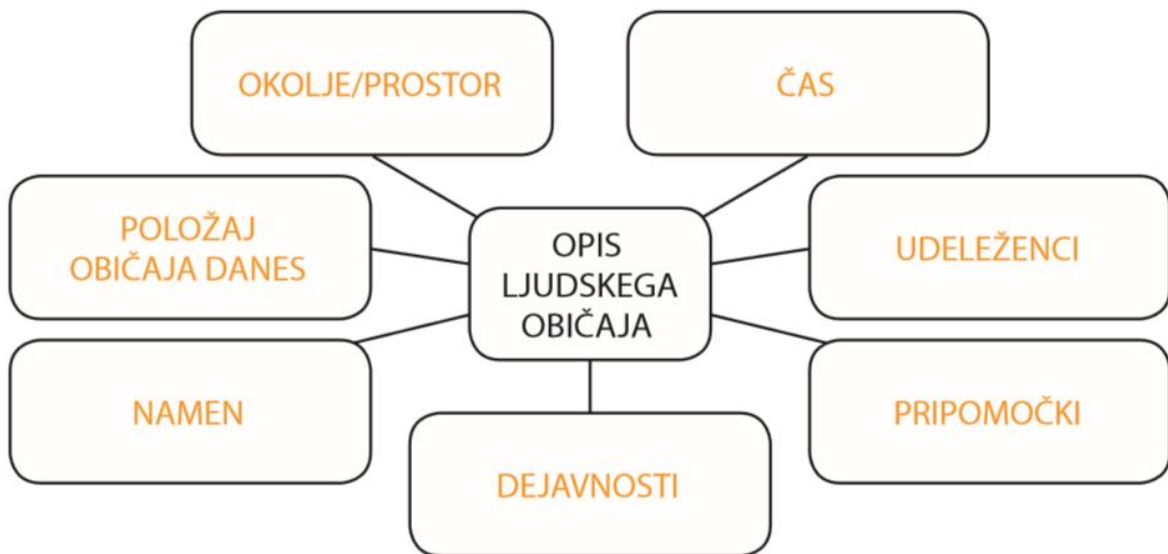 OKOLJE/PROSTOR
ČAS
POLOŽAJ
OBIČAJA DANES
OPIS
LJUDSKEGA
OBIČAJA
UDELEŽENCI
NAMEN
PRIPOMOČKI
DEJAVNOSTI